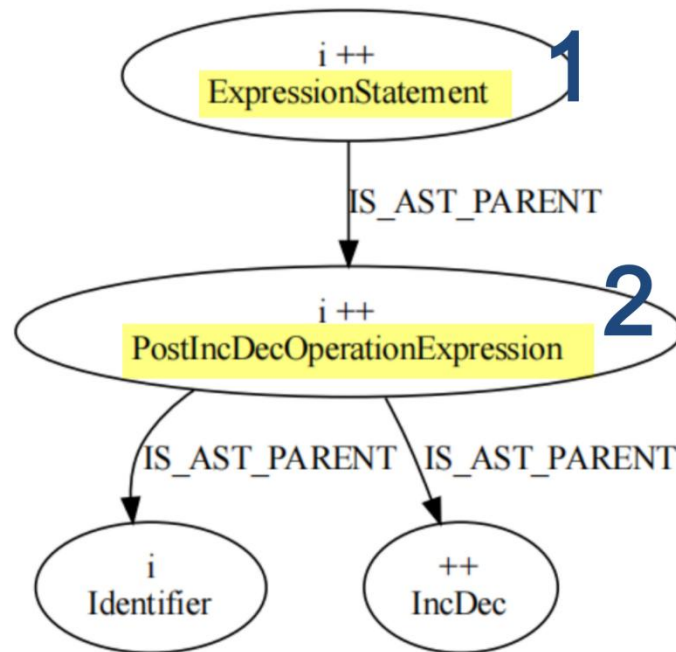 i ++
ExpressionStatement
1
IS_AST_PARENT
i ++
PostIncDecOperationExpression
2
IS_AST_PARENT
IS_AST_PARENT
i
Identifier
++
IncDec